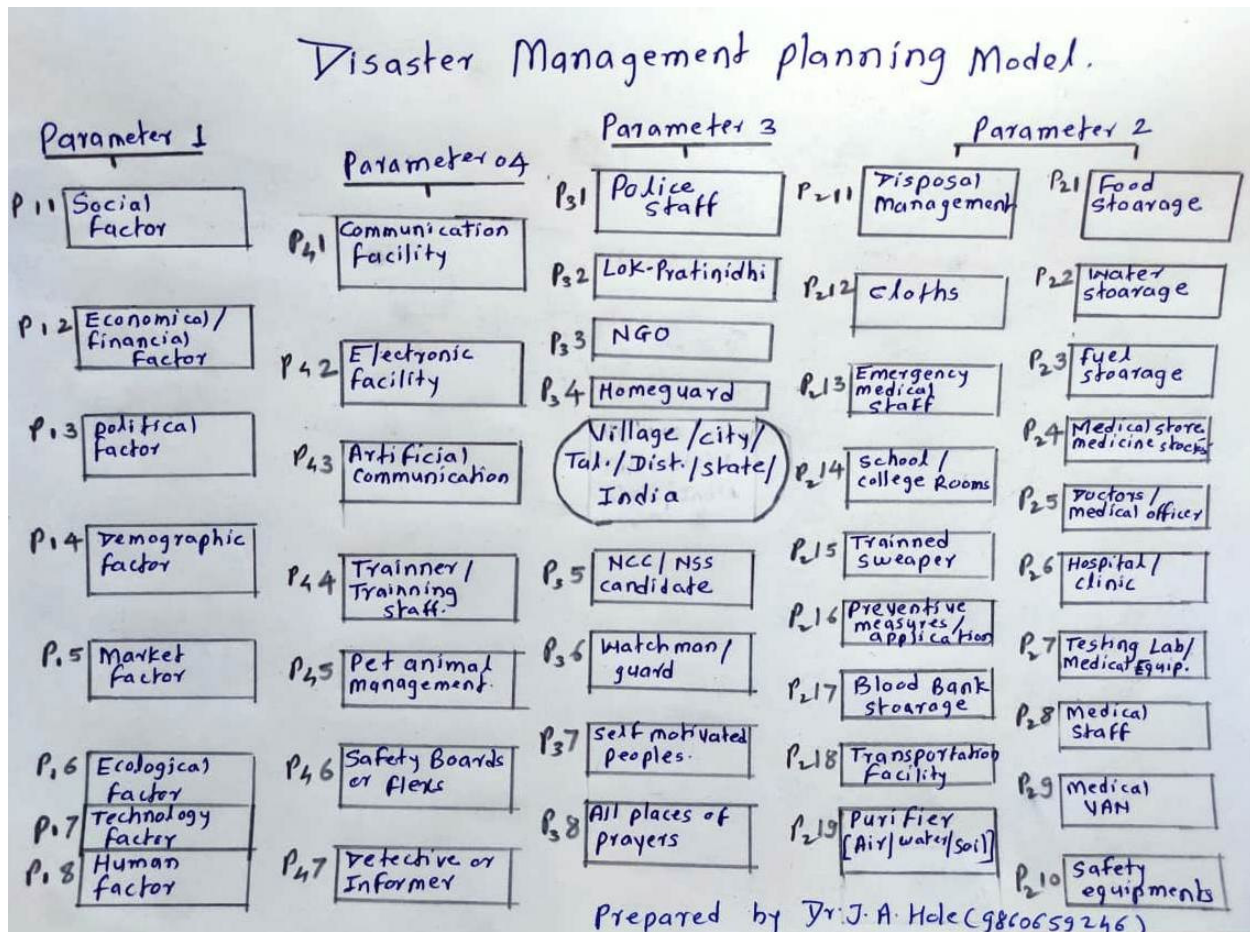 Disaster Management planning Model.
Parameter 1
P11 Social
factor
P12 Economical/
financial
Factor
P13 political
factor
P14 Demographic
factor
P15 Market
factor
P16 Ecological
factor
P17 Technology
factor
P18 Human
factor
Parameter 04
P41 Communication
facility
P42 Electronic
facility
P43 Artificial
communication
P44 Trainner/
Trainning
staff.
P45 Pet animal
management.
P46 Safety Boards
or flexs
P47 Detective or
Informer
Parameter 3
P31 Police
staff
P32 Lok-Pratinidhi
P33 NGO
P34 Homeguard
Village/city/
Tal./Dist./state/
India
P35 NCC/NSS
candidate
P36 Watchman/
guard
P37 self motivated
peoples.
P38 All places of
prayers
Parameter 2
P211 Disposal
management
P212 cloths
P213 Emergency
medical
staff
P214 school/
college Rooms
P215 Trainned
sweaper
P216 preventive
measures/
application
P217 Blood Bank
stoarage
P218 Transportation
Facility
P219 purifier
[Air/water/soil]
P21 Food
stoarage
P22 water
stoarage
P23 fuel
stoarage
P24 Medical store
medicine stocks
P25 Doctors/
medical officer
P26 Hospital/
clinic
P27 Testing Lab/
Medical Equip.
P28 Medical
staff
P29 Medical
VAN
P210 safety
equipments
Prepared by Dr. J. A. Hole (9860659246)